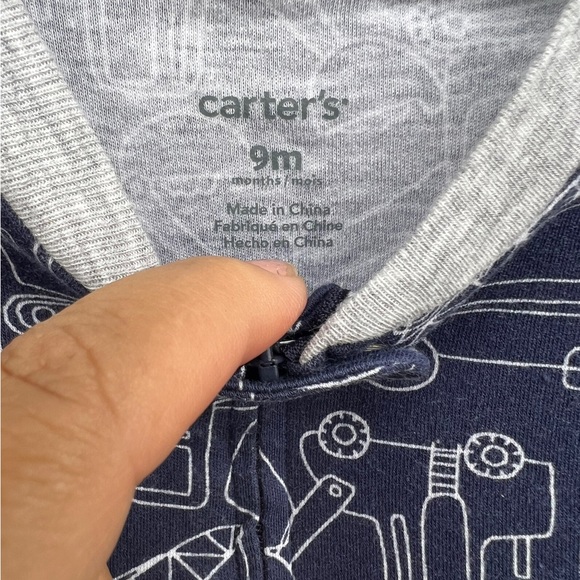 carter's
9m
months / mois
Made in China
Fabriqué en Chine
Hecho en China